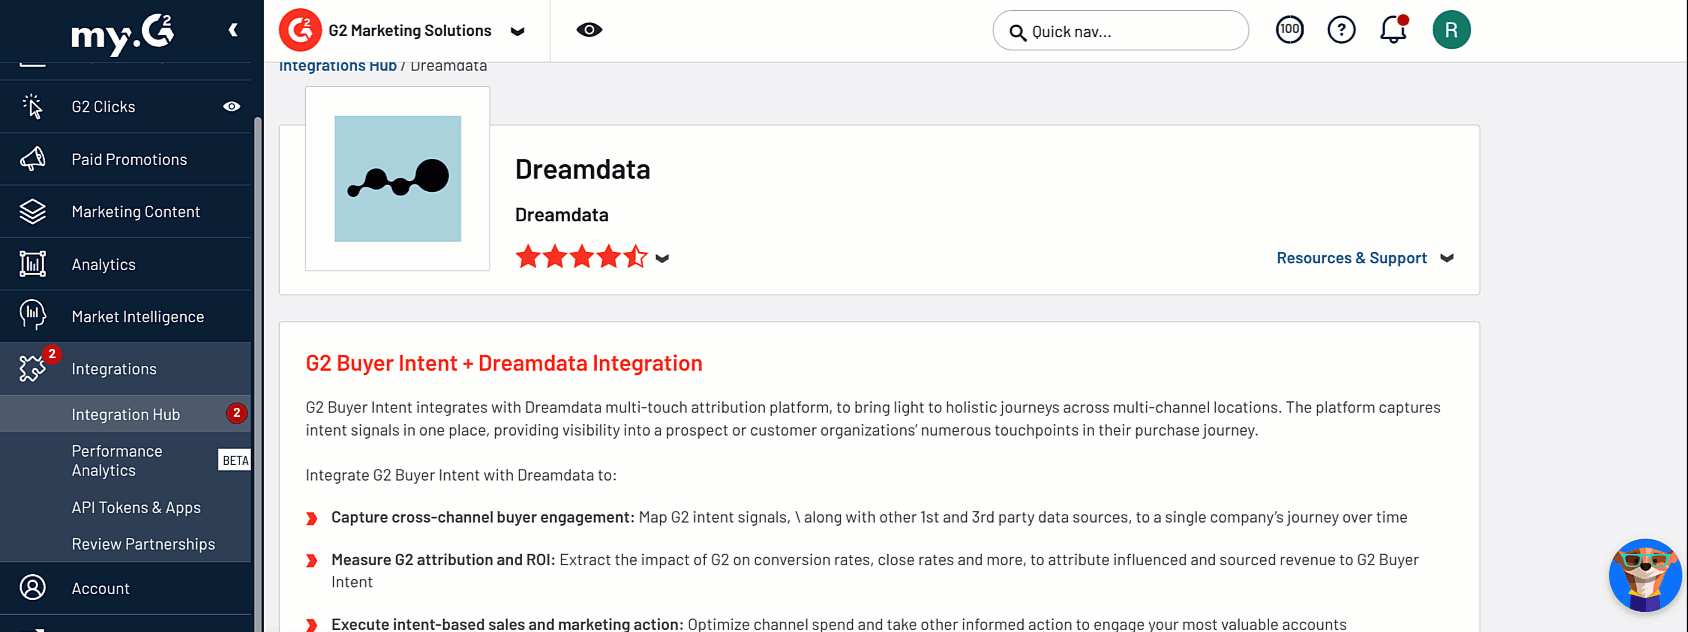 my.G2
G2 Marketing Solutions
Quick nav...
100
?
R
Integrations Hub / Dreamdata
G2 Clicks
Paid Promotions
Marketing Content
Analytics
Market Intelligence
2
Integrations
Integration Hub 2
Performance
Analytics BETA
API Tokens & Apps
Review Partnerships
Account
Dreamdata
Dreamdata
Resources & Support
G2 Buyer Intent + Dreamdata Integration
G2 Buyer Intent integrates with Dreamdata multi-touch attribution platform, to bring light to holistic journeys across multi-channel locations. The platform captures
intent signals in one place, providing visibility into a prospect or customer organizations’ numerous touchpoints in their purchase journey.
Integrate G2 Buyer Intent with Dreamdata to:
Capture cross-channel buyer engagement: Map G2 intent signals, \ along with other 1st and 3rd party data sources, to a single company’s journey over time
Measure G2 attribution and ROI: Extract the impact of G2 on conversion rates, close rates and more, to attribute influenced and sourced revenue to G2 Buyer
Intent
Execute intent-based sales and marketing action: Optimize channel spend and take other informed action to engage your most valuable accounts